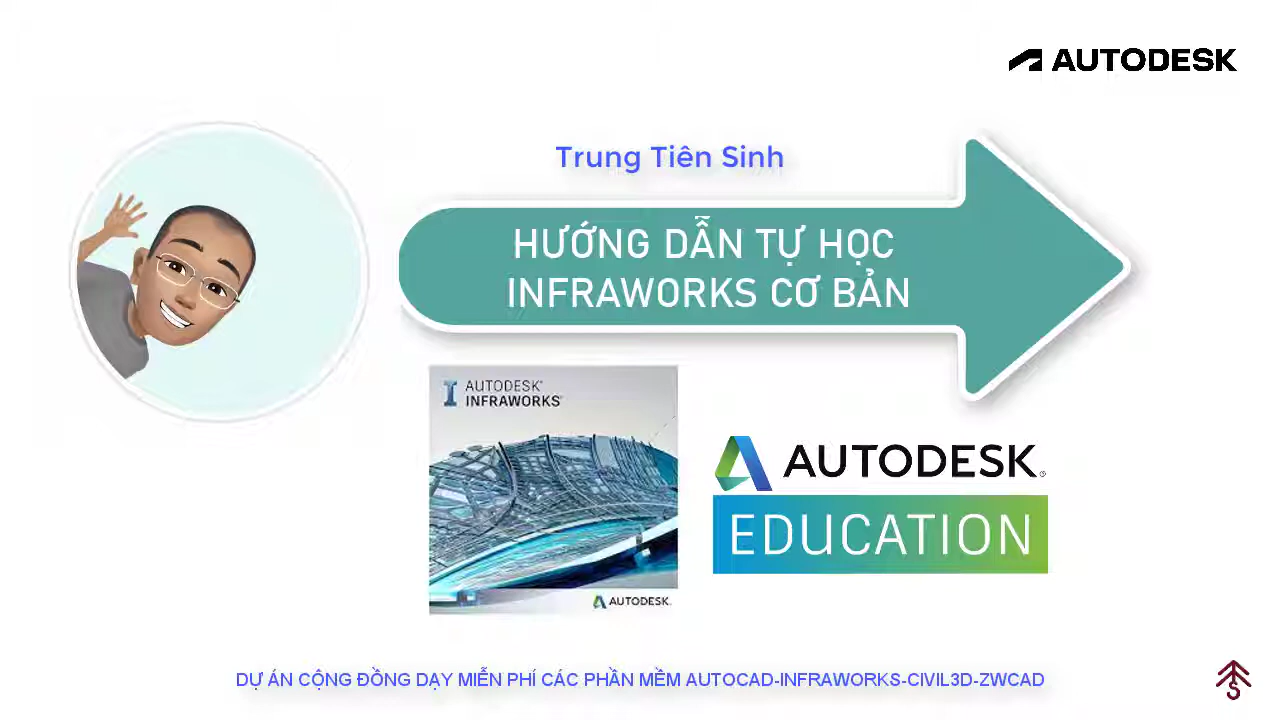 AUTODESK
Trung Tiên Sinh
HƯỚNG DẪN TỰ HỌC
INFRAWORKS CƠ BẢN
AUTODESK®
INFRAWORKS®
AUTODESK®
EDUCATION
AUTODESK.
DỰ ÁN CỘNG ĐỒNG DẠY MIỄN PHÍ CÁC PHẦN MỀM AUTOCAD-INFRAWORKS-CIVIL3D-ZWCAD
S